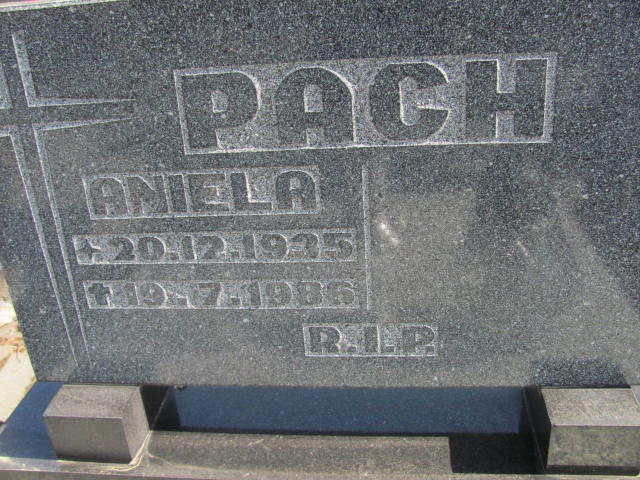 PACH
ANIELA
20.12.1935
19.7.1986
R.I.P.